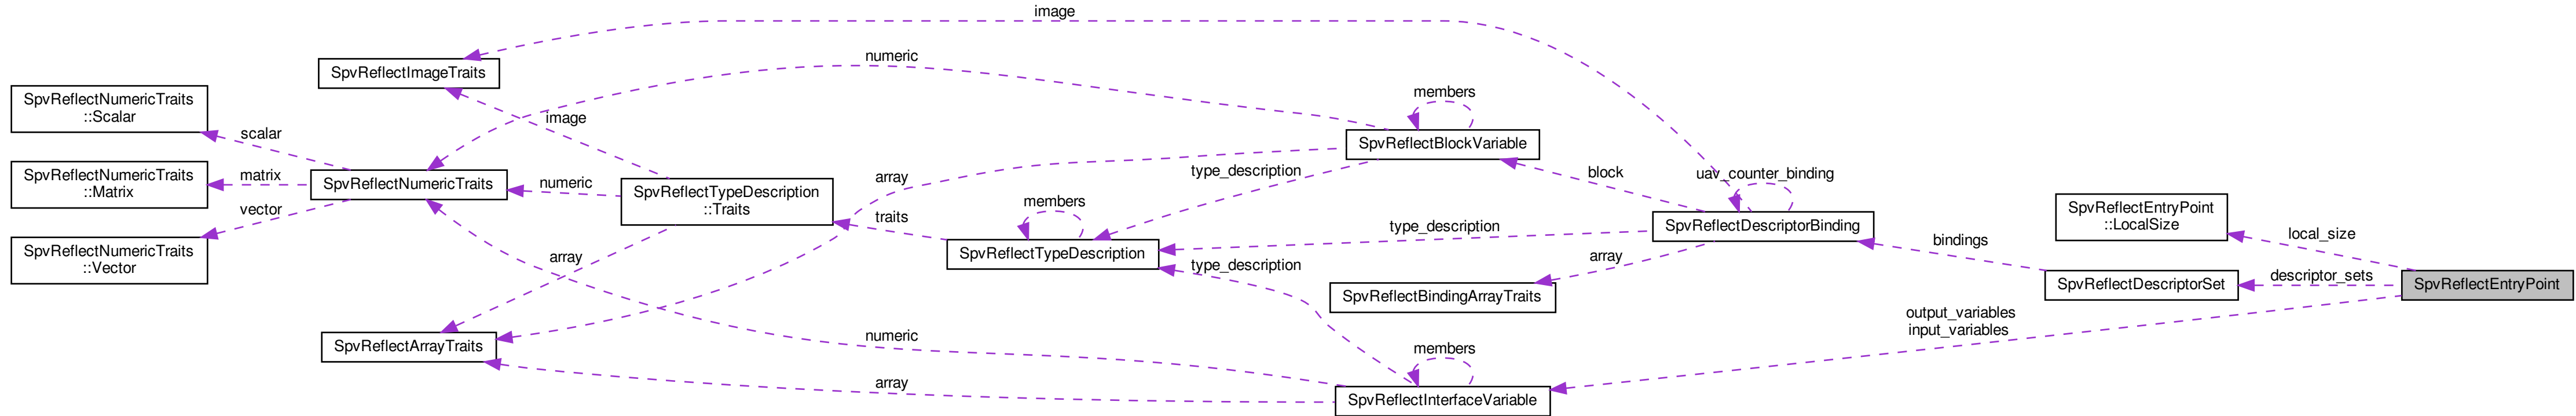 image
SpvReflectImageTraits
numeric
SpvReflectNumericTraits
::Scalar
members
image
scalar
SpvReflectBlockVariable
SpvReflectNumericTraits
::Matrix
matrix
SpvReflectNumericTraits
numeric
SpvReflectTypeDescription
::Traits
array
type_description
block
uav_counter_binding
vector
members
traits
SpvReflectEntryPoint
::LocalSize
SpvReflectNumericTraits
::Vector
SpvReflectTypeDescription
type_description
SpvReflectDescriptorBinding
bindings
local_size
array
type_description
array
descriptor_sets
SpvReflectBindingArrayTraits
SpvReflectDescriptorSet
SpvReflectEntryPoint
output_variables
input_variables
SpvReflectArrayTraits
numeric
members
array
SpvReflectInterfaceVariable